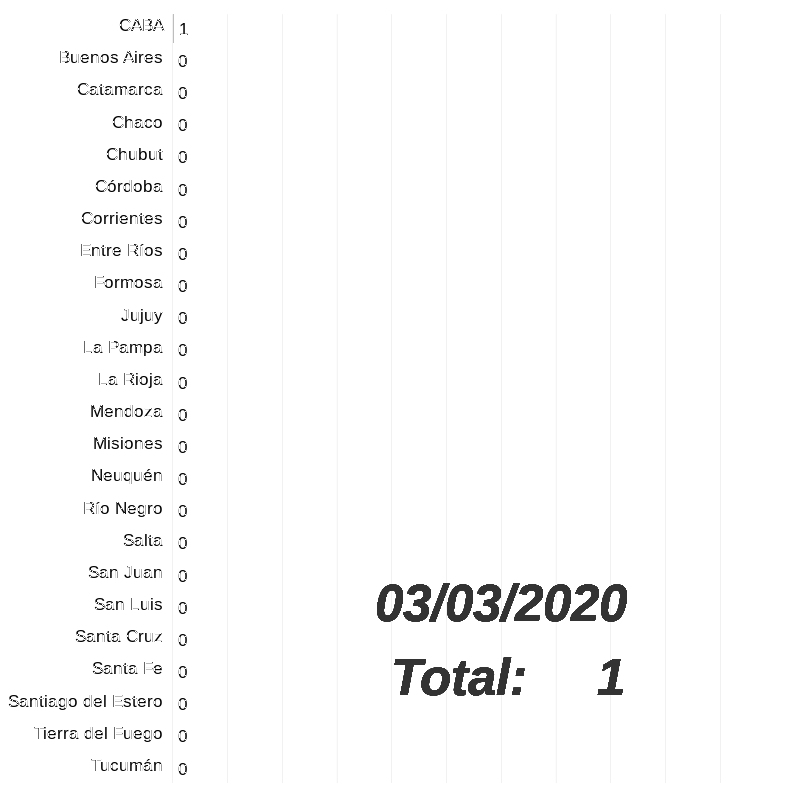 CABA 1
Buenos Aires 0
Catamarca 0
Chaco 0
Chubut 0
Córdoba 0
Corrientes 0
Entre Ríos 0
Formosa 0
Jujuy 0
La Pampa 0
La Rioja 0
Mendoza 0
Misiones 0
Neuquén 0
Río Negro 0
Salta 0
San Juan 0
San Luis 0
Santa Cruz 0
Santa Fe 0
Santiago del Estero 0
Tierra del Fuego 0
Tucumán 0
03/03/2020
Total: 1